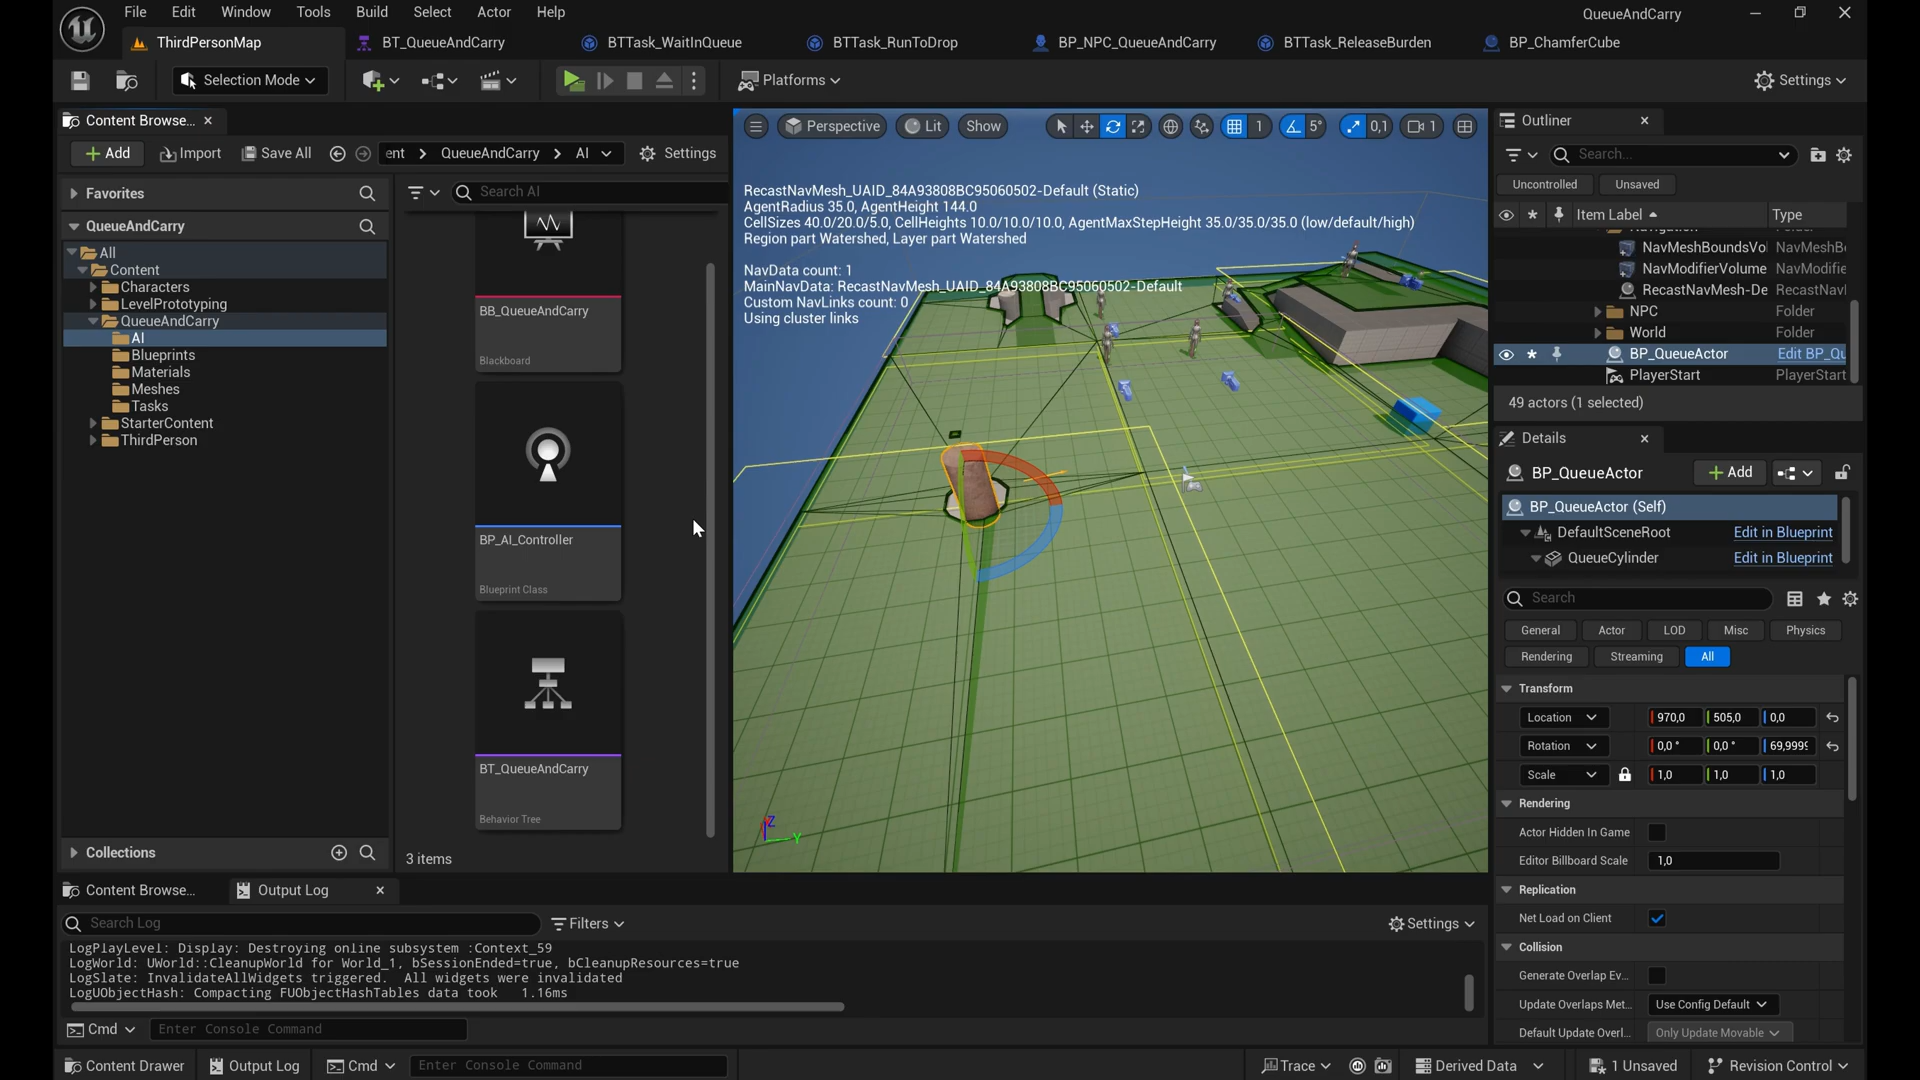 File Edit Window Tools Build Select Actor Help
QueueAndCarry
ThirdPersonMap
BT_QueueAndCarry
BTTask_WaitInQueue
BTTask_RunToDrop
BP_NPC_QueueAndCarry
BTTask_ReleaseBurden
BP_ChamferCube
Selection Mode
Platforms
Settings
Content Browse...
Add Import Save All ent > QueueAndCarry > AI Settings
Favorites
QueueAndCarry
All
Content
Characters
LevelPrototyping
QueueAndCarry
AI
Blueprints
Materials
Meshes
Tasks
StarterContent
ThirdPerson
Collections
Search AI
BB_QueueAndCarry
Blackboard
BP_AI_Controller
Blueprint Class
BT_QueueAndCarry
Behavior Tree
3 items
Perspective Lit Show 1 5° 0,1 1
RecastNavMesh_UAID_84A93808BC95060502-Default (Static)
AgentRadius 35.0, AgentHeight 144.0
CellSizes 40.0/20.0/5.0, CellHeights 10.0/10.0/10.0, AgentMaxStepHeight 35.0/35.0/35.0 (low/default/high)
Region part Watershed, Layer part Watershed
NavData count: 1
MainNavData: RecastNavMesh_UAID_84A93808BC95060502-Default
Custom NavLinks count: 0
Using cluster links
Z
Y
Outliner
Search...
Uncontrolled Unsaved
Item Label Type
NavMeshBoundsVo NavMeshB
NavModifierVolume NavModifie
RecastNavMesh-De RecastNavI
NPC Folder
World Folder
BP_QueueActor Edit BP_Qu
PlayerStart PlayerStart
49 actors (1 selected)
Details
BP_QueueActor Add
BP_QueueActor (Self)
DefaultSceneRoot Edit in Blueprint
QueueCylinder Edit in Blueprint
Search
General Actor LOD Misc Physics
Rendering Streaming All
Transform
Location 970,0 505,0 0,0
Rotation 0,0 ° 0,0 ° 69,9999
Scale 1,0 1,0 1,0
Rendering
Actor Hidden In Game
Editor Billboard Scale 1,0
Replication
Net Load on Client
Collision
Generate Overlap Ev...
Update Overlaps Met... Use Config Default
Default Update Overl... Only Update Movable
Content Browse...
Output Log
Search Log
Filters
Settings
LogPlayLevel: Display: Destroying online subsystem :Context_59
LogWorld: UWorld::CleanupWorld for World_1, bSessionEnded=true, bCleanupResources=true
LogSlate: InvalidateAllWidgets triggered.  All widgets were invalidated
LogUObjectHash: Compacting FUObjectHashTables data took   1.16ms
Cmd Enter Console Command
Content Drawer Output Log Cmd Enter Console Command Trace Derived Data 1 Unsaved Revision Control